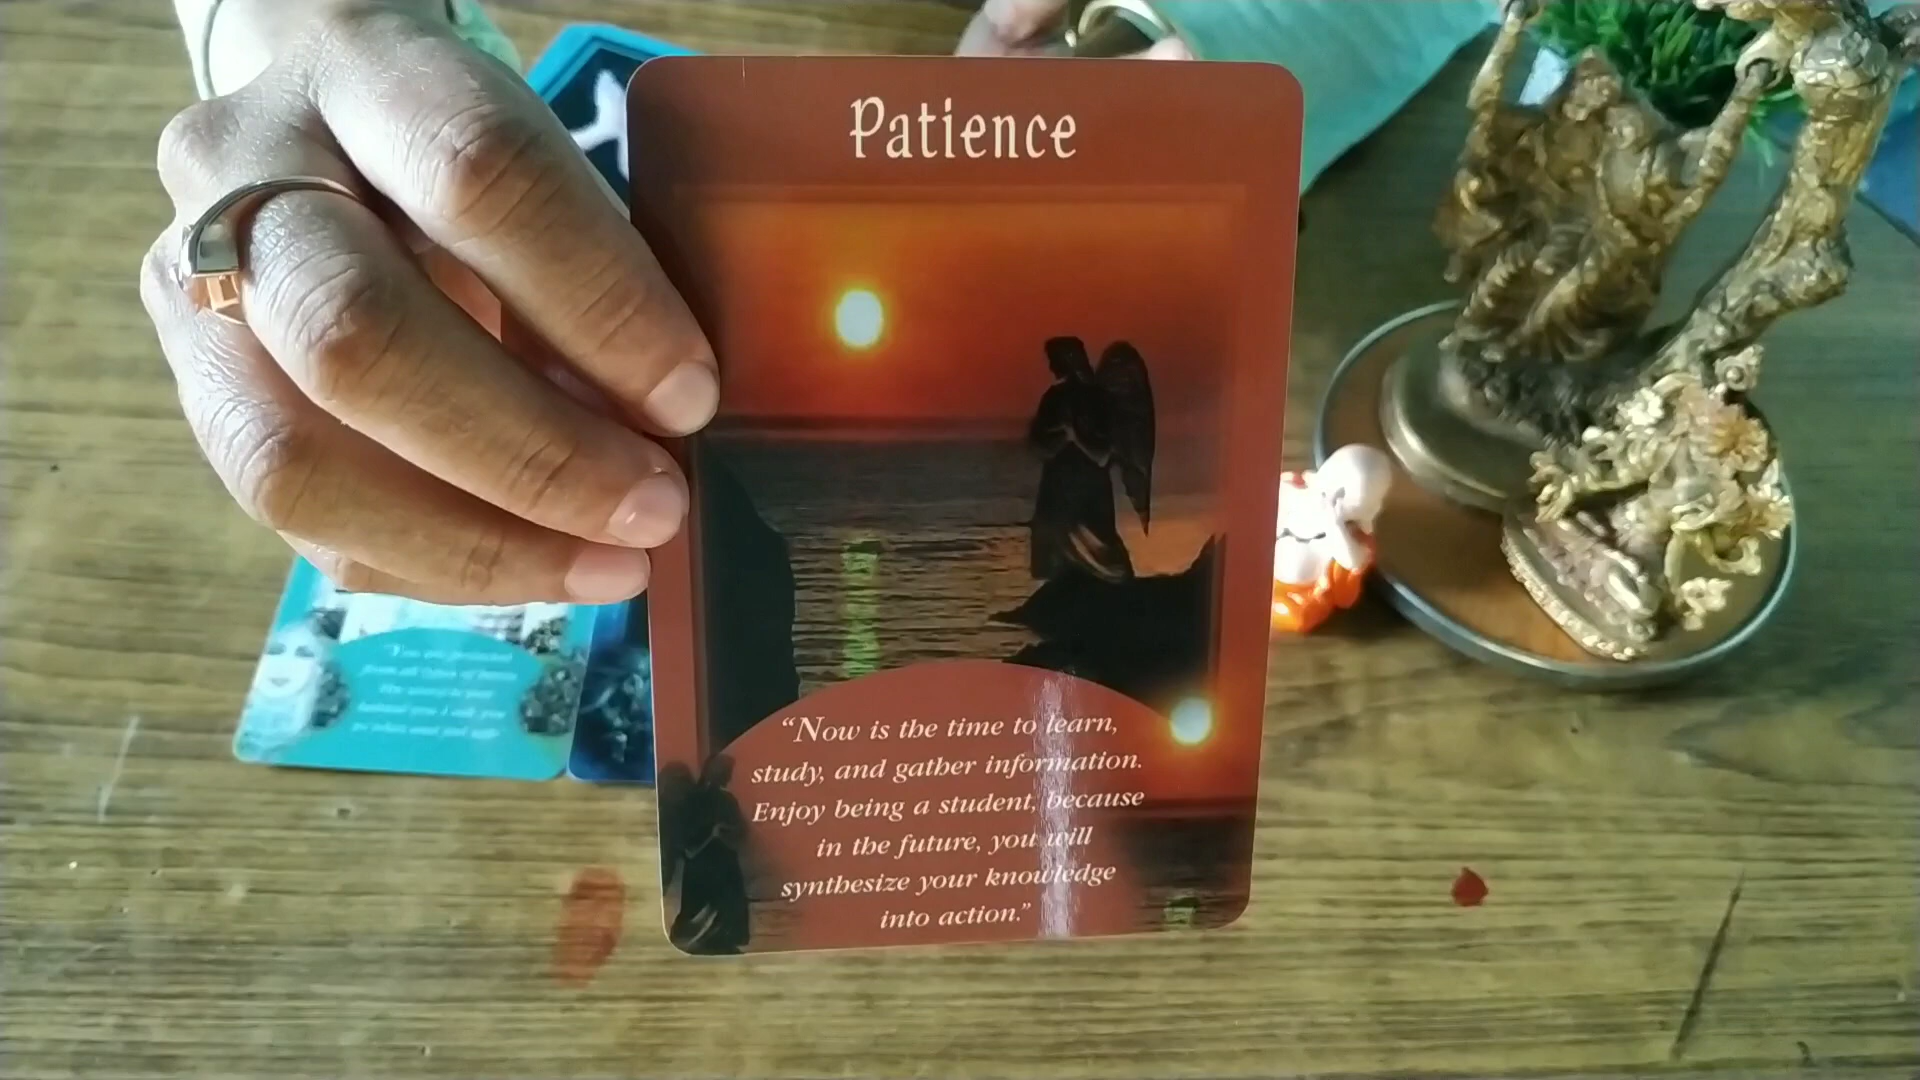 Patience
“Now is the time to learn,
study, and gather information.
Enjoy being a student, because
in the future, you will
synthesize your knowledge
into action.”